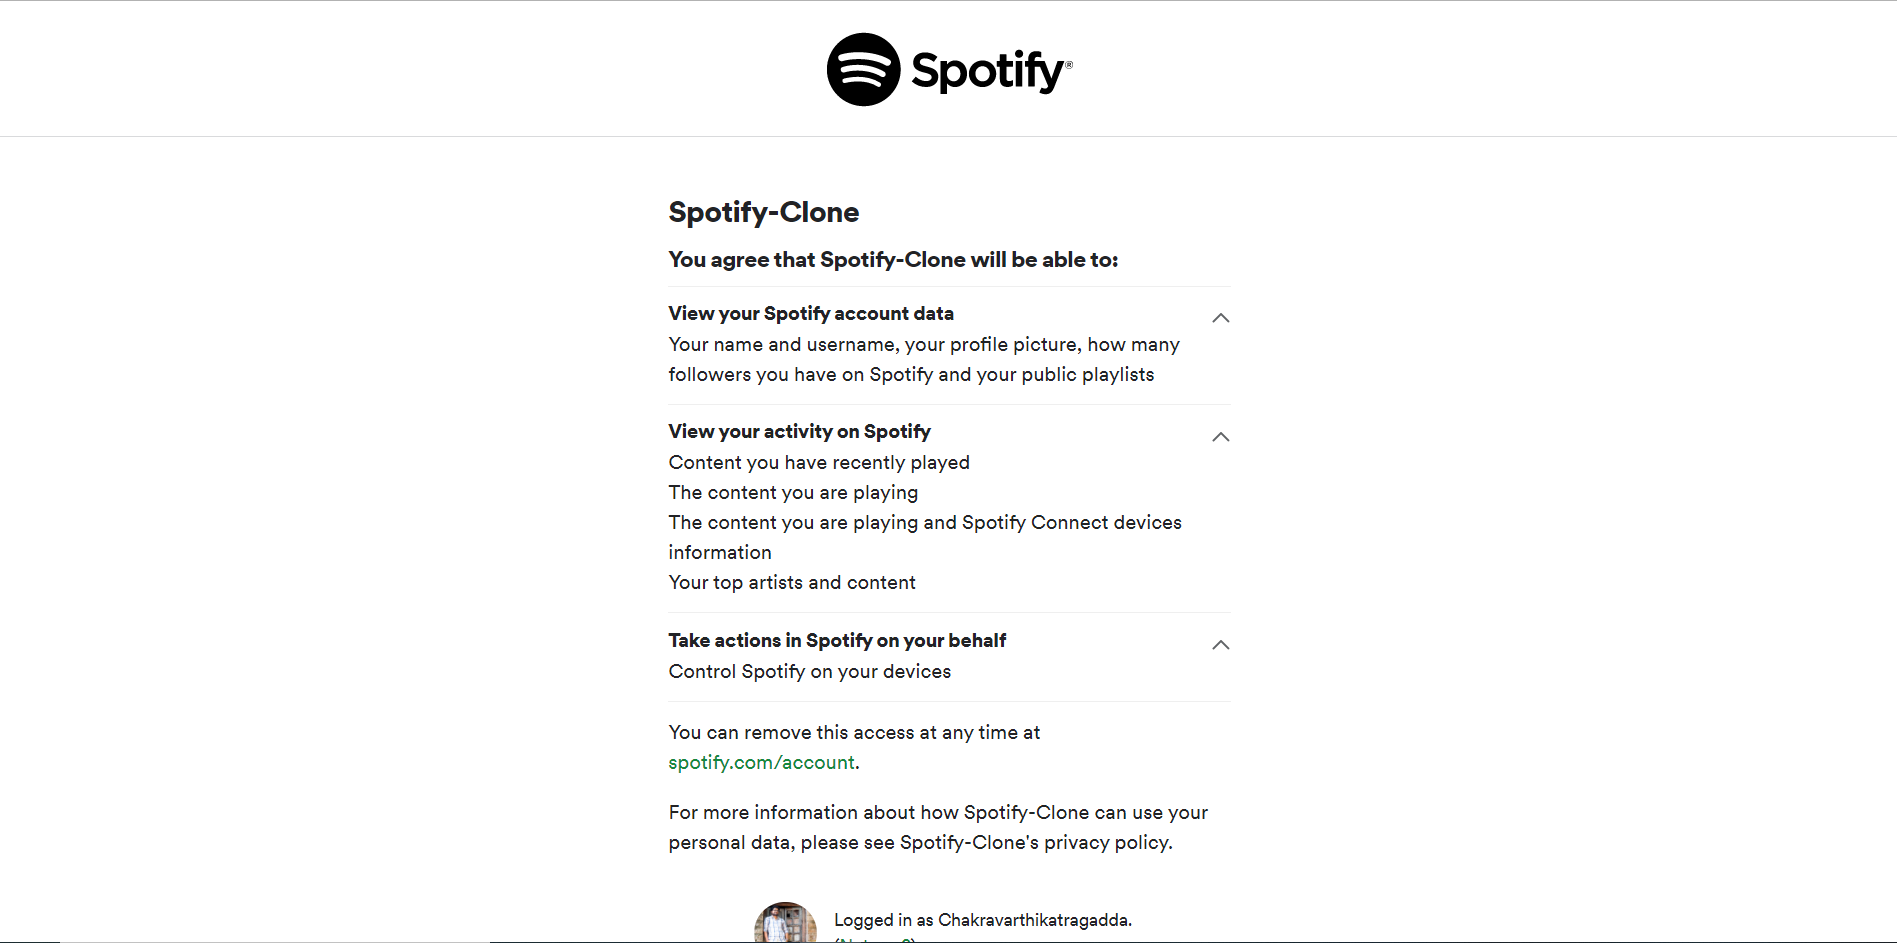 Spotify®
Spotify-Clone
You agree that Spotify-Clone will be able to:
View your Spotify account data
Your name and username, your profile picture, how many
followers you have on Spotify and your public playlists
View your activity on Spotify
Content you have recently played
The content you are playing
The content you are playing and Spotify Connect devices
information
Your top artists and content
Take actions in Spotify on your behalf
Control Spotify on your devices
You can remove this access at any time at
spotify.com/account.
For more information about how Spotify-Clone can use your
personal data, please see Spotify-Clone's privacy policy.
Logged in as Chakravarthikatragadda.